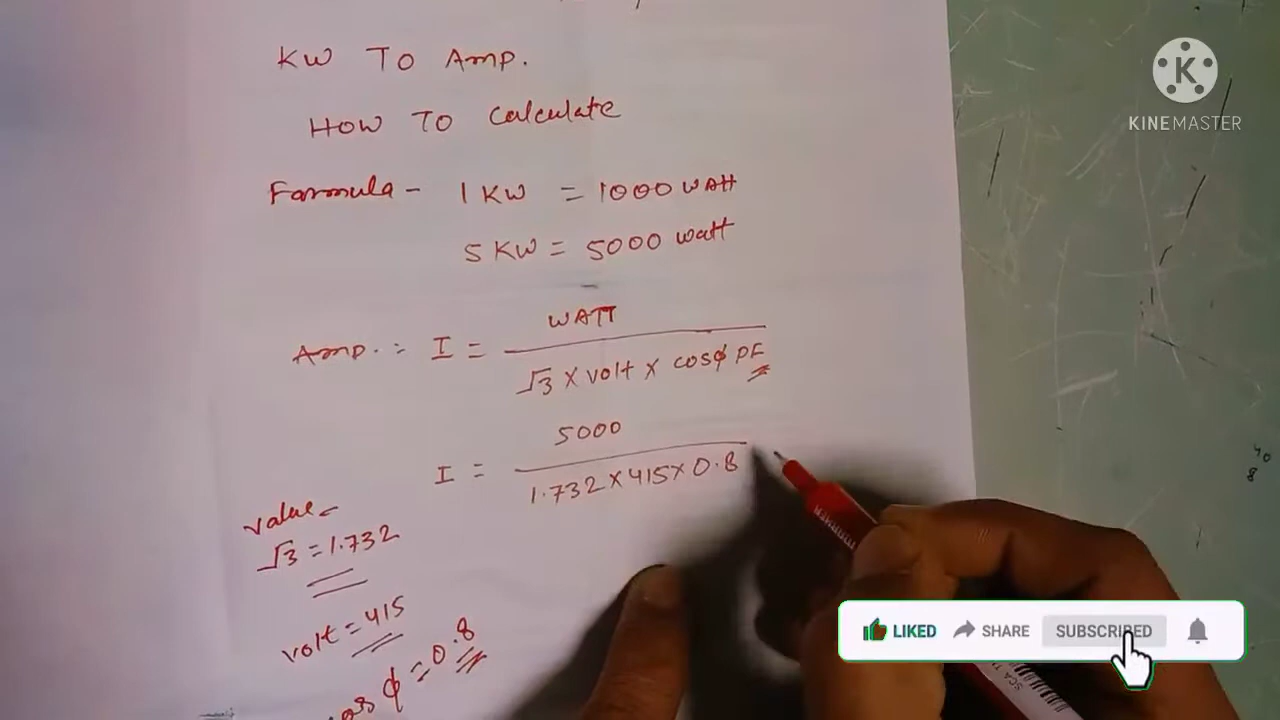 KW TO Amp.
HOW TO Calculate
Formula - 1 KW = 1000 WATT
5 KW = 5000 watt
Amp. = I = WATT
√3 X volt x cosϕ PF
I = 5000
1.732 x 415 x 0.8
value -
√3 = 1.732
volt = 415
ϕ = 0.8
K
KINEMASTER
LIKED SHARE SUBSCRIBED